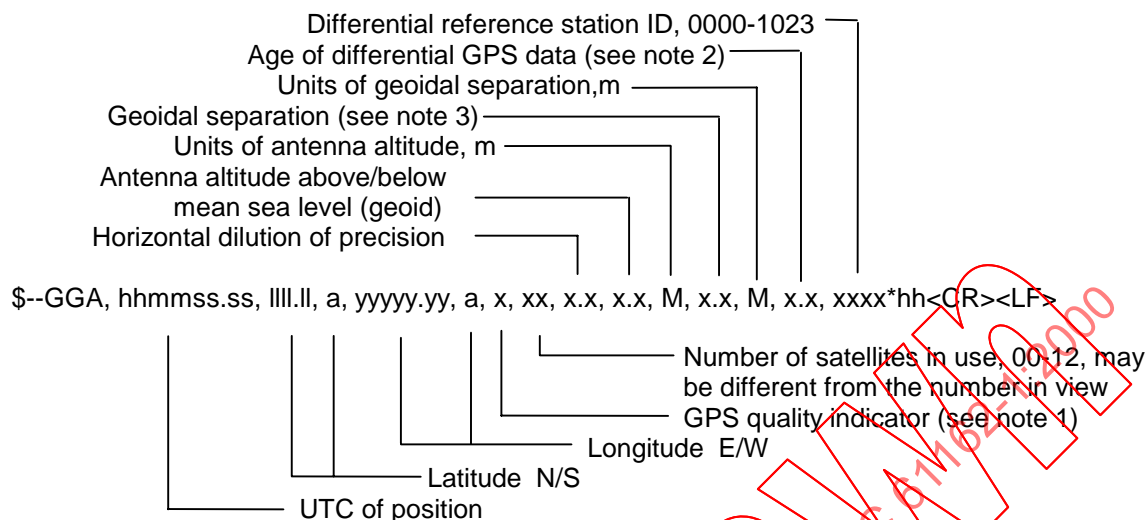 Differential reference station ID, 0000-1023
Age of differential GPS data (see note 2)
Units of geoidal separation,m
Geoidal separation (see note 3)
Units of antenna altitude, m
Antenna altitude above/below
mean sea level (geoid)
Horizontal dilution of precision
$--GGA, hhmmss.ss, llll.ll, a, yyyyy.yy, a, x, xx, x.x, x.x, M, x.x, M, x.x, xxxx*hh<CR><LF>
Number of satellites in use, 00-12, may
be different from the number in view
GPS quality indicator (see note 1)
Longitude E/W
Latitude N/S
UTC of position
61162-1:2000